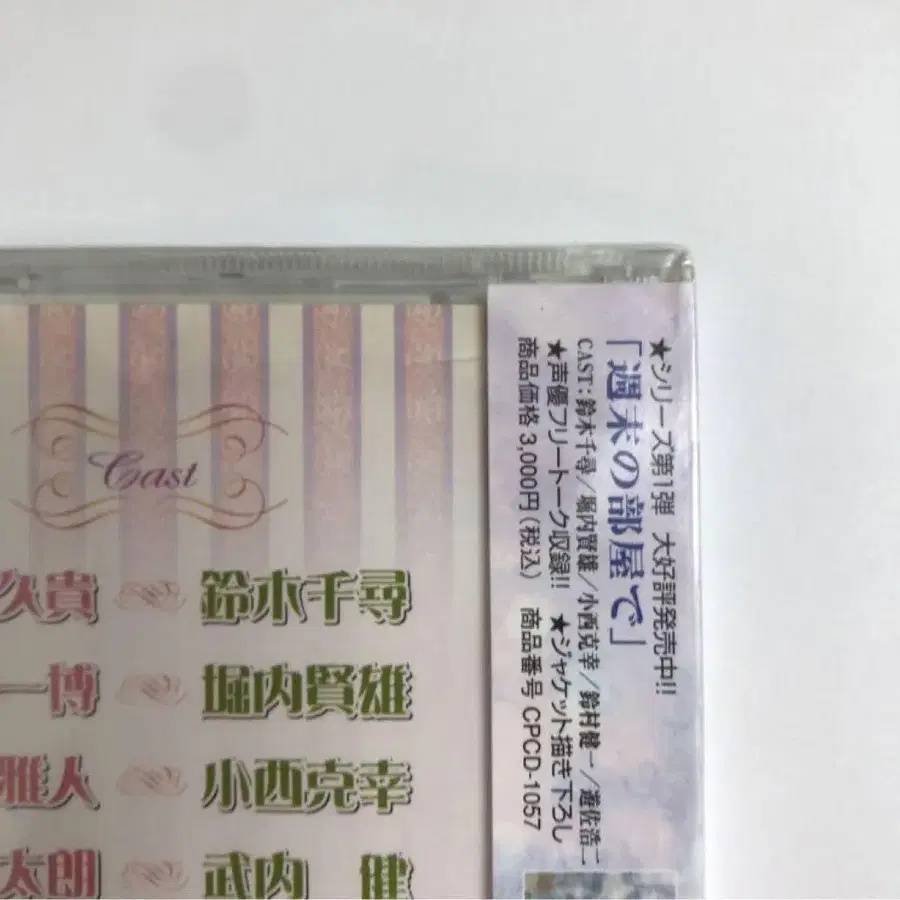 Cast
久貴 鈴木千尋
一博 堀内賢雄
雅人 小西克幸
太朗 武内 健
★シリーズ第1弾 大好評発売中!!
「週末の部屋で」
CAST:鈴木千尋/堀内賢雄/小西克幸/鈴村健一/遊佐浩二
★声優フリートーク収録!! ★ジャケット描き下ろし
商品価格 3,000円(税込) 商品番号 CPCD-1057